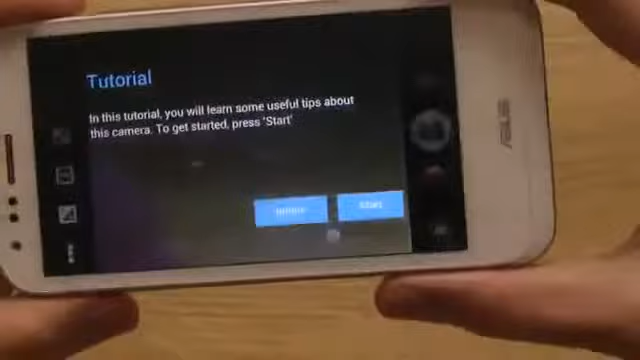 Tutorial
In this tutorial, you will learn some useful tips about
this camera. To get started, press 'Start'
Start
ASUS